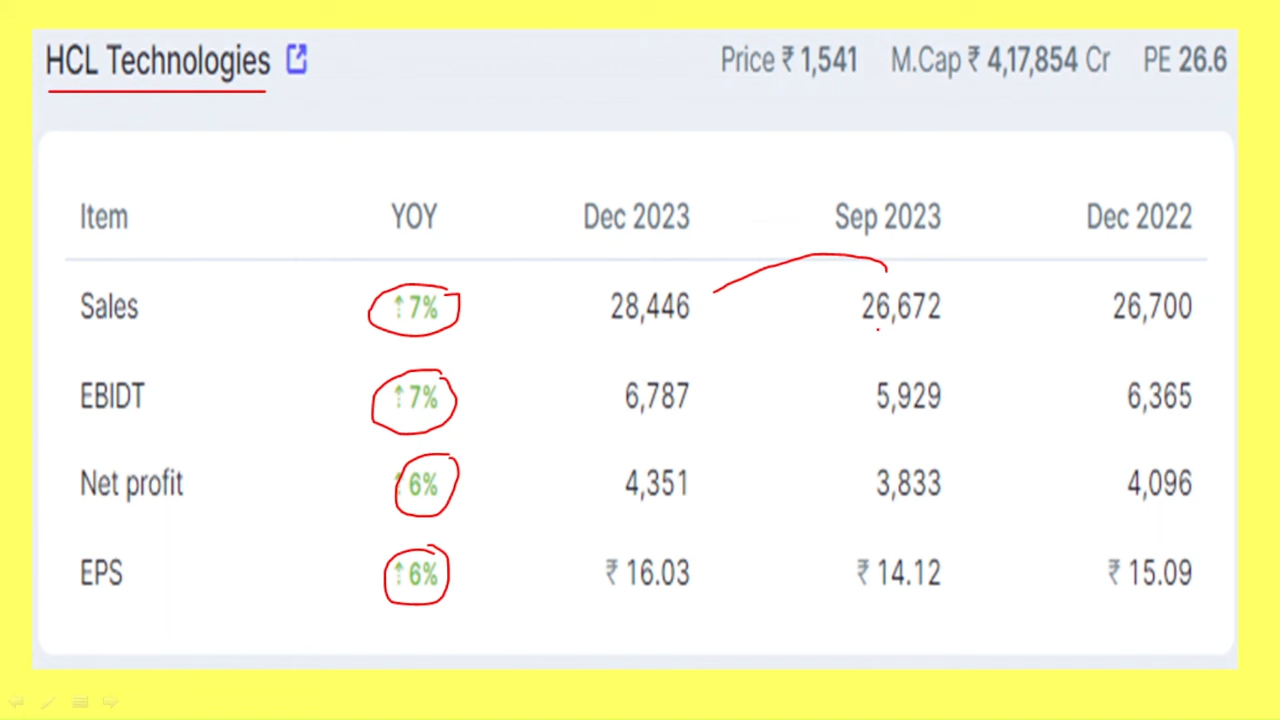 HCL Technologies Price ₹ 1,541 M.Cap ₹ 4,17,854 Cr PE 26.6
Item YOY Dec 2023 Sep 2023 Dec 2022
Sales ⇡ 7% 28,446 26,672 26,700
EBIDT ⇡ 7% 6,787 5,929 6,365
Net profit ⇡ 6% 4,351 3,833 4,096
EPS ⇡ 6% ₹ 16.03 ₹ 14.12 ₹ 15.09